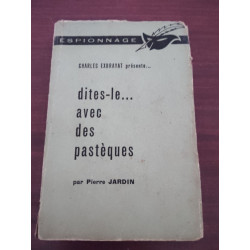 ESPIONNAGE
CHARLES EXBRAYAT présente...
dites-le...
avec
des
pastèques
par Pierre JARDIN